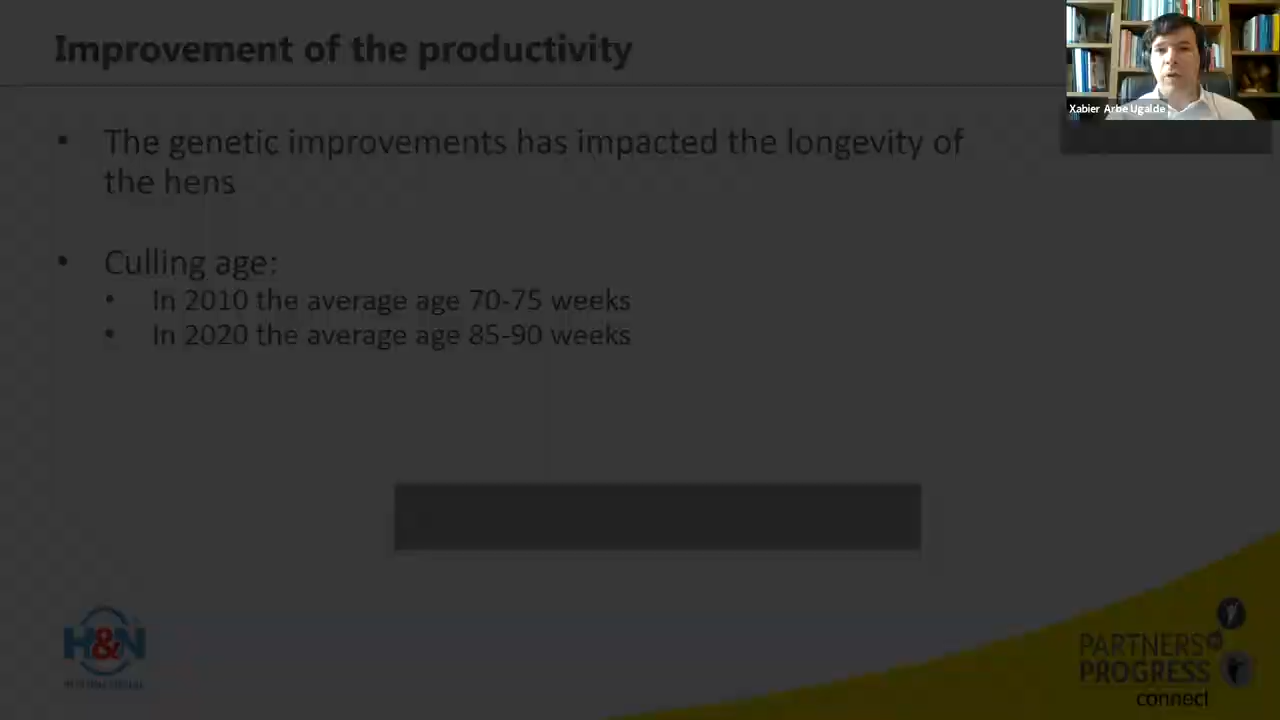 Improvement of the productivity
Xabier Arbe Ugalde
• The genetic improvements has impacted the longevity of
the hens
• Culling age:
• In 2010 the average age 70-75 weeks
• In 2020 the average age 85-90 weeks
H&N
INTERNATIONAL
PARTNERS IN
PROGRESS
connect